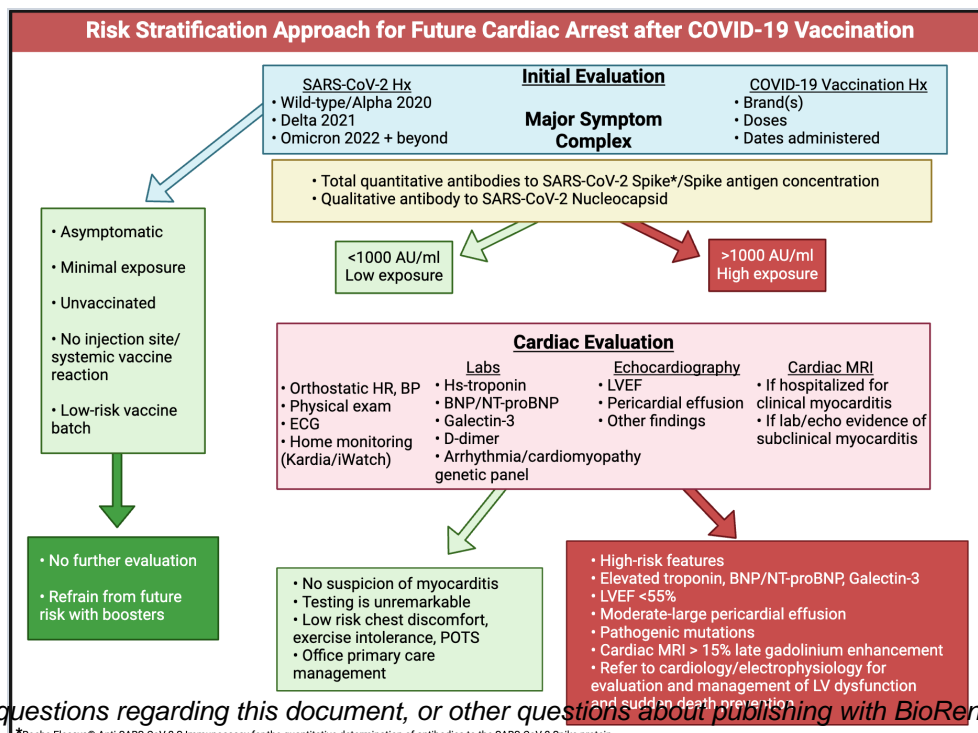 Risk Stratification Approach for Future Cardiac Arrest after COVID-19 Vaccination
Initial Evaluation
Major Symptom
Complex
SARS-CoV-2 Hx
• Wild-type/Alpha 2020
• Delta 2021
• Omicron 2022 + beyond
COVID-19 Vaccination Hx
• Brand(s)
• Doses
• Dates administered
• Total quantitative antibodies to SARS-CoV-2 Spike*/Spike antigen concentration
• Qualitative antibody to SARS-CoV-2 Nucleocapsid
<1000 AU/ml
Low exposure
>1000 AU/ml
High exposure
• Asymptomatic
• Minimal exposure
• Unvaccinated
• No injection site/
systemic vaccine
reaction
• Low-risk vaccine
batch
• No further evaluation
• Refrain from future
risk with boosters
Cardiac Evaluation
• Orthostatic HR, BP
• Physical exam
• ECG
• Home monitoring
(Kardia/iWatch)
Labs
• Hs-troponin
• BNP/NT-proBNP
• Galectin-3
• D-dimer
• Arrhythmia/cardiomyopathy
genetic panel
Echocardiography
• LVEF
• Pericardial effusion
• Other findings
Cardiac MRI
• If hospitalized for
clinical myocarditis
• If lab/echo evidence of
subclinical myocarditis
• No suspicion of myocarditis
• Testing is unremarkable
• Low risk chest discomfort,
exercise intolerance, POTS
• Office primary care
management
• High-risk features
• Elevated troponin, BNP/NT-proBNP, Galectin-3
• LVEF <55%
• Moderate-large pericardial effusion
• Pathogenic mutations
• Cardiac MRI > 15% late gadolinium enhancement
• Refer to cardiology/electrophysiology for
evaluation and management of LV dysfunction
and sudden death prevention
questions regarding this document, or other questions about publishing with BioRen